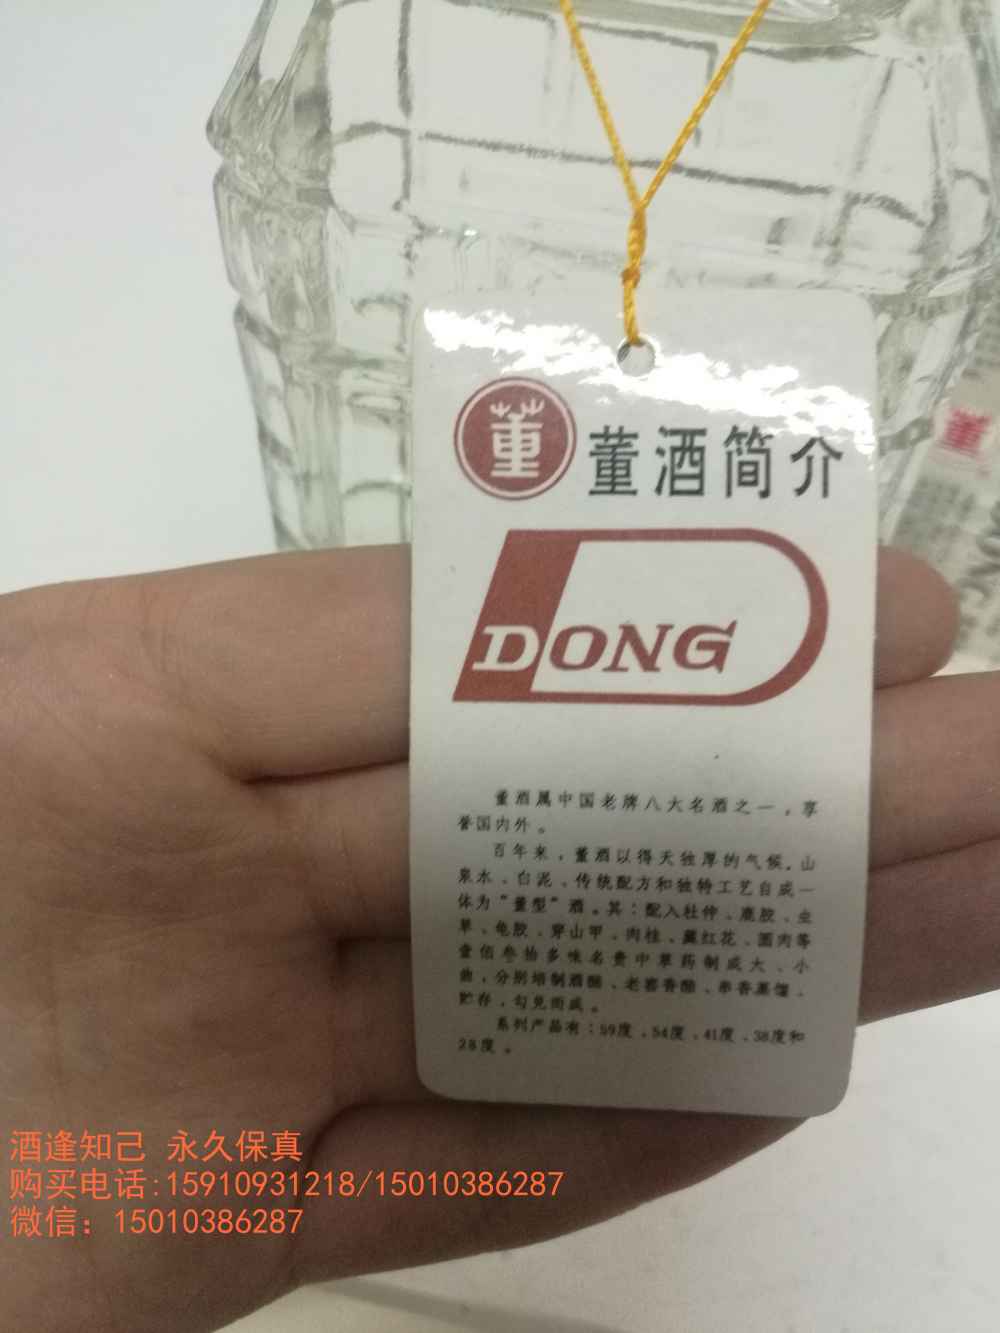 董
董酒简介
DONG
董
董酒属中国老牌八大名酒之一，享
誉国内外。
百年来，董酒以得天独厚的气候、山
泉水、白泥、传统配方和独特工艺自成一
体为“董型”酒。其：配入杜仲、鹿胶、虫
草、龟胶、穿山甲、肉桂、藏红花、面肉等
壹佰叁拾多味名贵中草药制成大、小
曲，分别培制酒醅、老窖香醅、串香蒸馏、
贮存、勾兑而成。
系列产品有：59度、54度、41度、38度和
28度。
酒逢知己 永久保真
购买电话:15910931218/15010386287
微信：15010386287